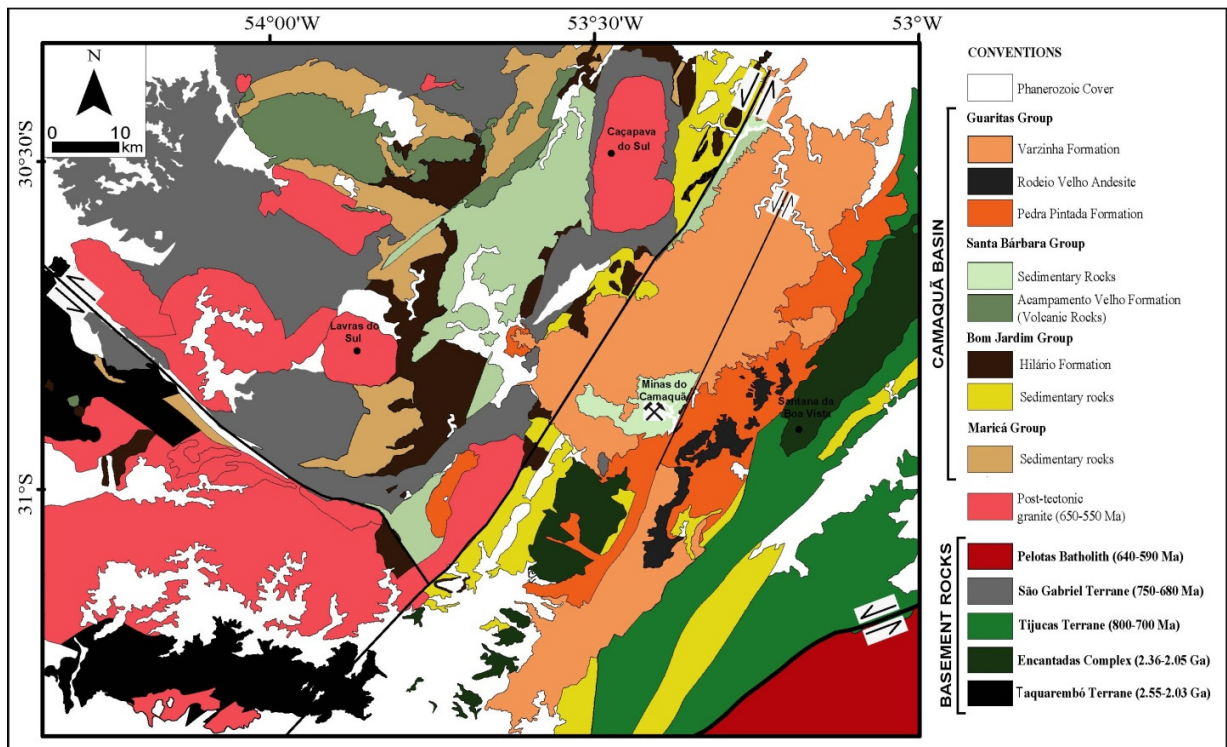 54°00'W
53°30'W
53°W
N
0 10
km
30°30'S
31°S
Caçapava
do Sul
Lavras do
Sul
Minas do
Camaquã
Santana da
Boa Vista
CONVENTIONS
Phanerozoic Cover
CAMAQUÃ BASIN
Guaritas Group
Varzinha Formation
Rodeio Velho Andesite
Pedra Pintada Formation
Santa Bárbara Group
Sedimentary Rocks
Acampamento Velho Formation
(Volcanic Rocks)
Bom Jardim Group
Hilário Formation
Sedimentary rocks
Maricá Group
Sedimentary rocks
Post-tectonic
granite (650-550 Ma)
BASEMENT ROCKS
Pelotas Batholith (640-590 Ma)
São Gabriel Terrane (750-680 Ma)
Tijucas Terrane (800-700 Ma)
Encantadas Complex (2.36-2.05 Ga)
Taquarembó Terrane (2.55-2.03 Ga)